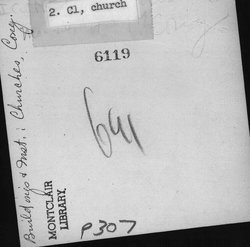 2. Cl, church
6119
641
Buildings & Inst.: Churches, Cong.
MONTCLAIR
LIBRARY
P307